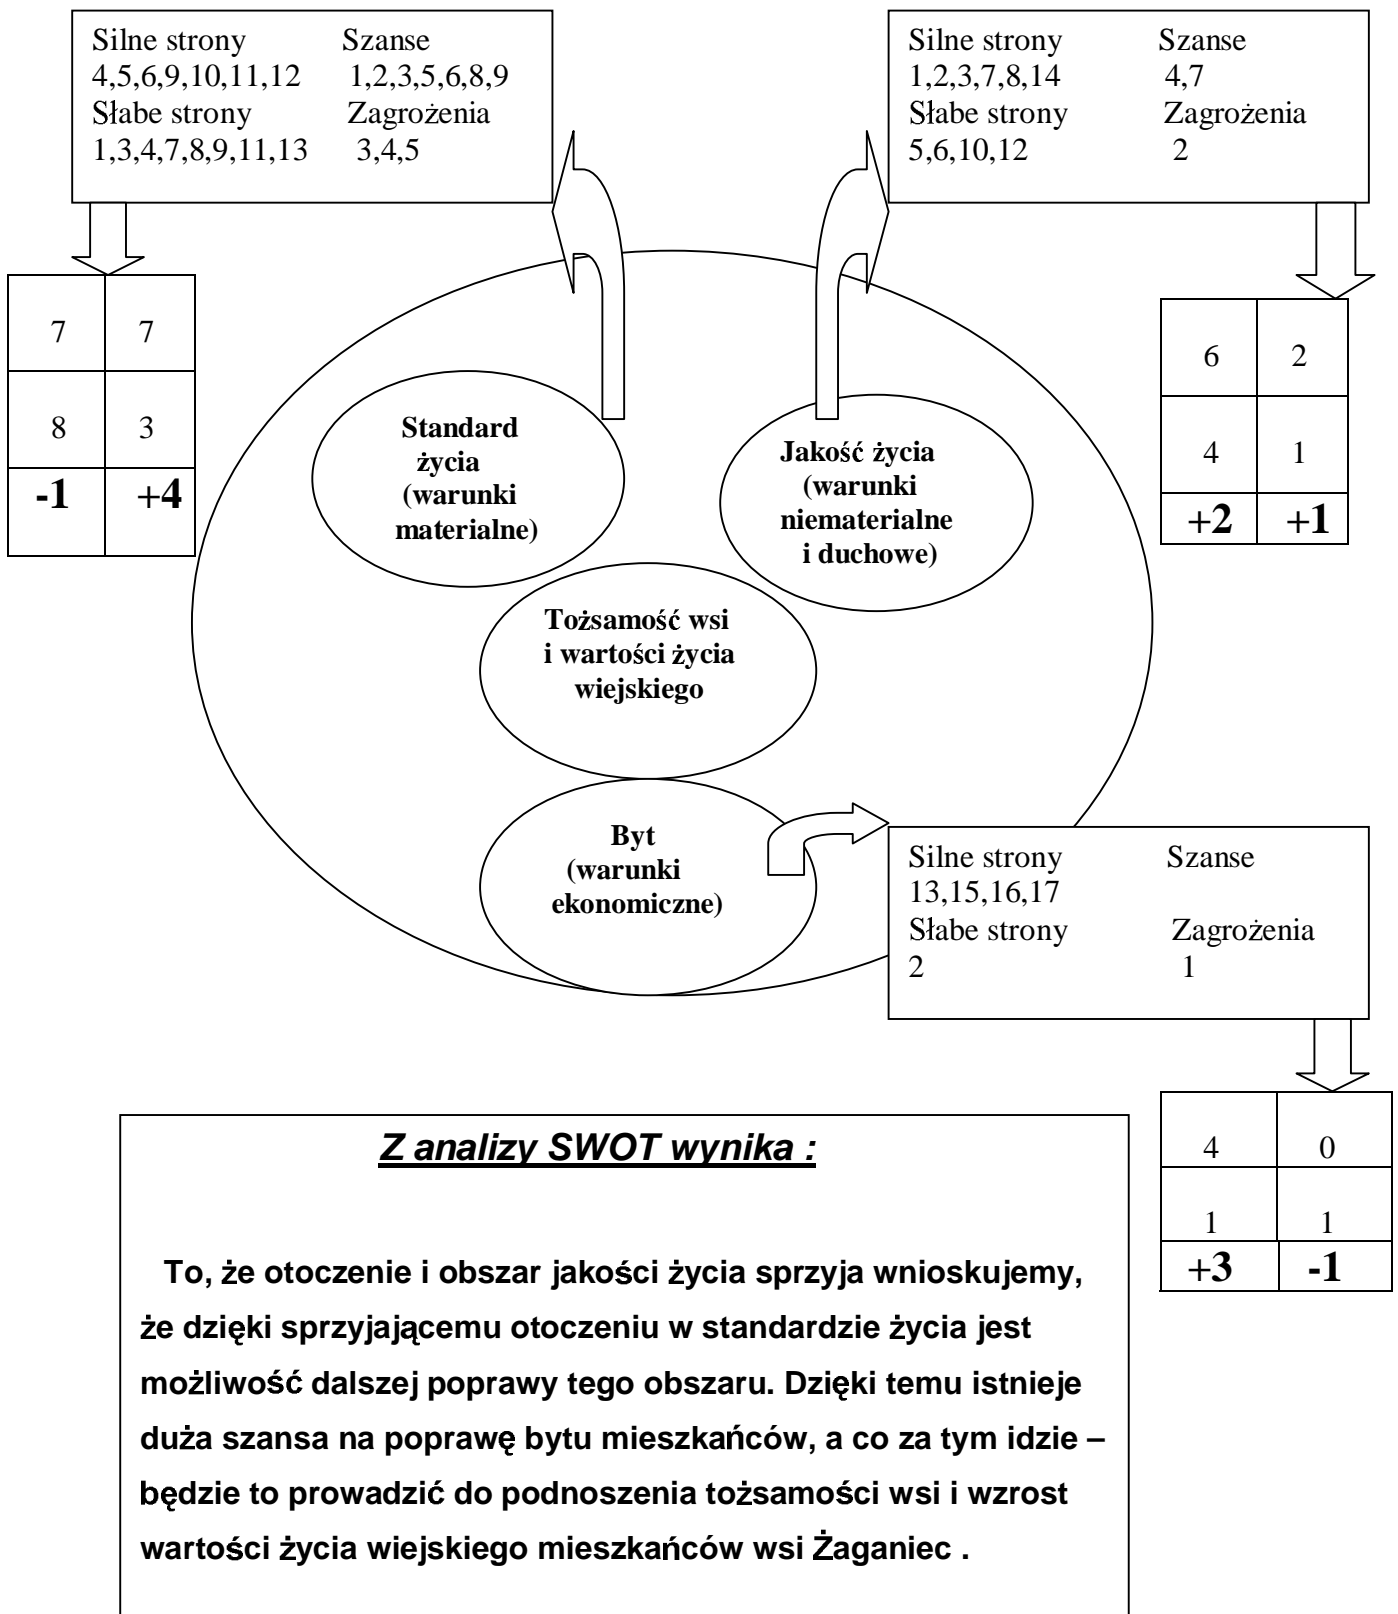 Silne strony Szanse
4,5,6,9,10,11,12 1,2,3,5,6,8,9
Słabe strony Zagrożenia
1,3,4,7,8,9,11,13 3,4,5
Silne strony Szanse
1,2,3,7,8,14 4,7
Słabe strony Zagrożenia
5,6,10,12 2
7 7
8 3
-1 +4
6 2
4 1
+2 +1
Standard
życia
(warunki
materialne)
Jakość życia
(warunki
niematerialne
i duchowe)
Tożsamość wsi
i wartości życia
wiejskiego
Byt
(warunki
ekonomiczne)
Silne strony Szanse
13,15,16,17
Słabe strony Zagrożenia
2 1
4 0
1 1
+3 -1
Z analizy SWOT wynika :
To, że otoczenie i obszar jakości życia sprzyja wnioskujemy,
że dzięki sprzyjającemu otoczeniu w standardzie życia jest
możliwość dalszej poprawy tego obszaru. Dzięki temu istnieje
duża szansa na poprawę bytu mieszkańców, a co za tym idzie –
będzie to prowadzić do podnoszenia tożsamości wsi i wzrost
wartości życia wiejskiego mieszkańców wsi Żaganiec .